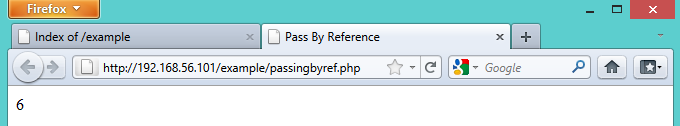 Firefox
Index of /example
Pass By Reference
http://192.168.56.101/example/passingbyref.php
Google
6